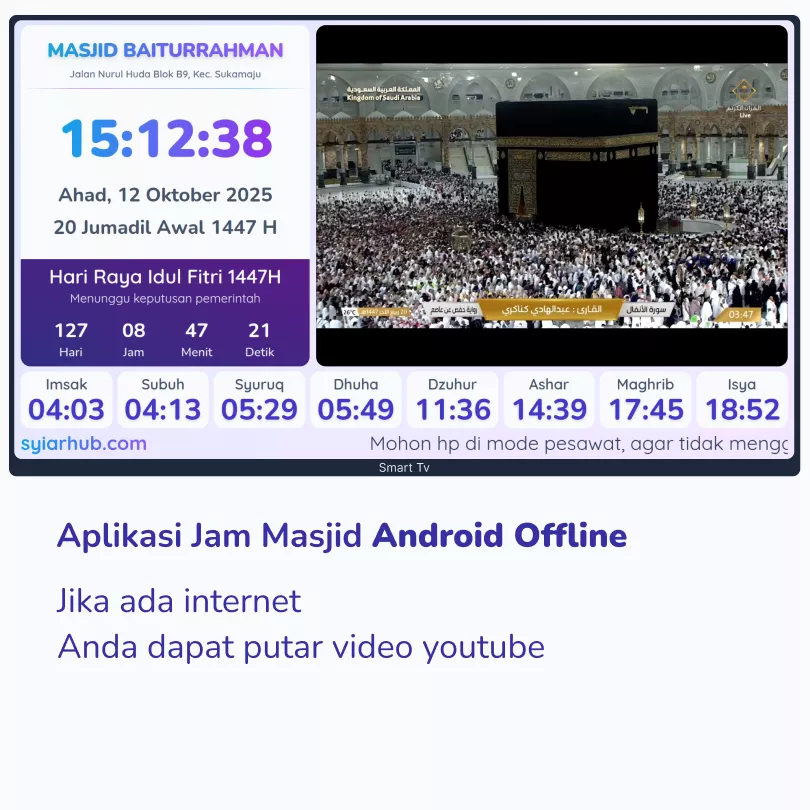 MASJID BAITURRAHMAN
Jalan Nurul Huda Blok B9, Kec. Sukamaju
15:12:38
Ahad, 12 Oktober 2025
20 Jumadil Awal 1447 H
Hari Raya Idul Fitri 1447H
Menunggu keputusan pemerintah
127 08 47 21
Hari Jam Menit Detik
المملكة العربية السعودية
Kingdom of Saudi Arabia
القرآن الكريم
Live
سورة الأنفال
القارئ : عبدالهادي كناكري
رواية حفص عن عاصم
26°C
03:47
Imsak Subuh Syuruq Dhuha Dzuhur Ashar Maghrib Isya
04:03 04:13 05:29 05:49 11:36 14:39 17:45 18:52
syiarhub.com Mohon hp di mode pesawat, agar tidak mengg
Smart Tv
Aplikasi Jam Masjid Android Offline
Jika ada internet
Anda dapat putar video youtube